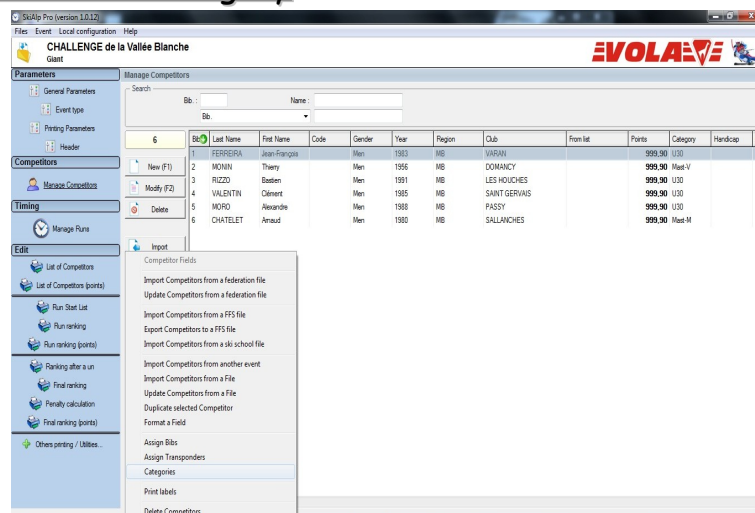 SkiAlp Pro (version 1.0.12)
Files Event Local configuration Help
CHALLENGE de la Vallée Blanche
Giant
VOLA
Parameters
General Parameters
Event type
Printing Parameters
Header
Competitors
Manage Competitors
Timing
Manage Runs
Edit
List of Competitors
List of Competitors (points)
Run Start List
Run ranking
Run ranking (points)
Ranking after a un
Final ranking
Penalty calculation
Final ranking (points)
Others printing / Utilities...
Manage Competitors
Search
Bib. : Name :
Bib.
6
New (F1)
Modify (F2)
Delete
Import
Bib Last Name First Name Code Gender Year Region Club From list Points Category Handicap
1 FERREIRA Jean-François Men 1983 MB VARAN 999,90 U30
2 MONIN Thierry Men 1956 MB DOMANCY 999,90 Mast-V
3 RIZZO Bastien Men 1991 MB LES HOUCHES 999,90 U30
4 VALENTIN Clément Men 1985 MB SAINT GERVAIS 999,90 U30
5 MORO Alexandre Men 1988 MB PASSY 999,90 U30
6 CHATELET Arnaud Men 1980 MB SALLANCHES 999,90 Mast-M
Competitor Fields
Import Competitors from a federation file
Update Competitors from a federation file
Import Competitors from a FFS file
Export Competitors to a FFS file
Import Competitors from a ski school file
Import Competitors from another event
Import Competitors from a File
Update Competitors from a File
Duplicate selected Competitor
Format a Field
Assign Bibs
Assign Transponders
Categories
Print labels
Delete Competitors